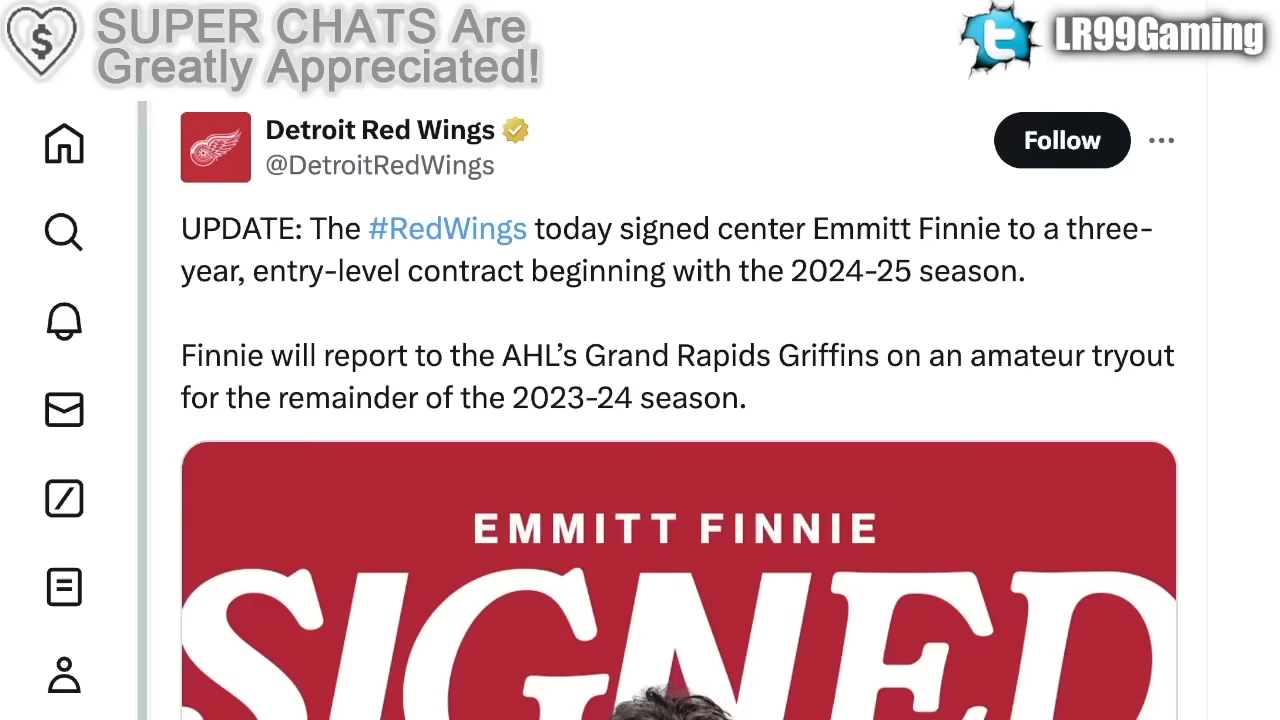 SUPER CHATS Are
Greatly Appreciated!
LR99Gaming
Detroit Red Wings
@DetroitRedWings
Follow
UPDATE: The #RedWings today signed center Emmitt Finnie to a three-
year, entry-level contract beginning with the 2024-25 season.
Finnie will report to the AHL’s Grand Rapids Griffins on an amateur tryout
for the remainder of the 2023-24 season.
EMMITT FINNIE
SIGNED